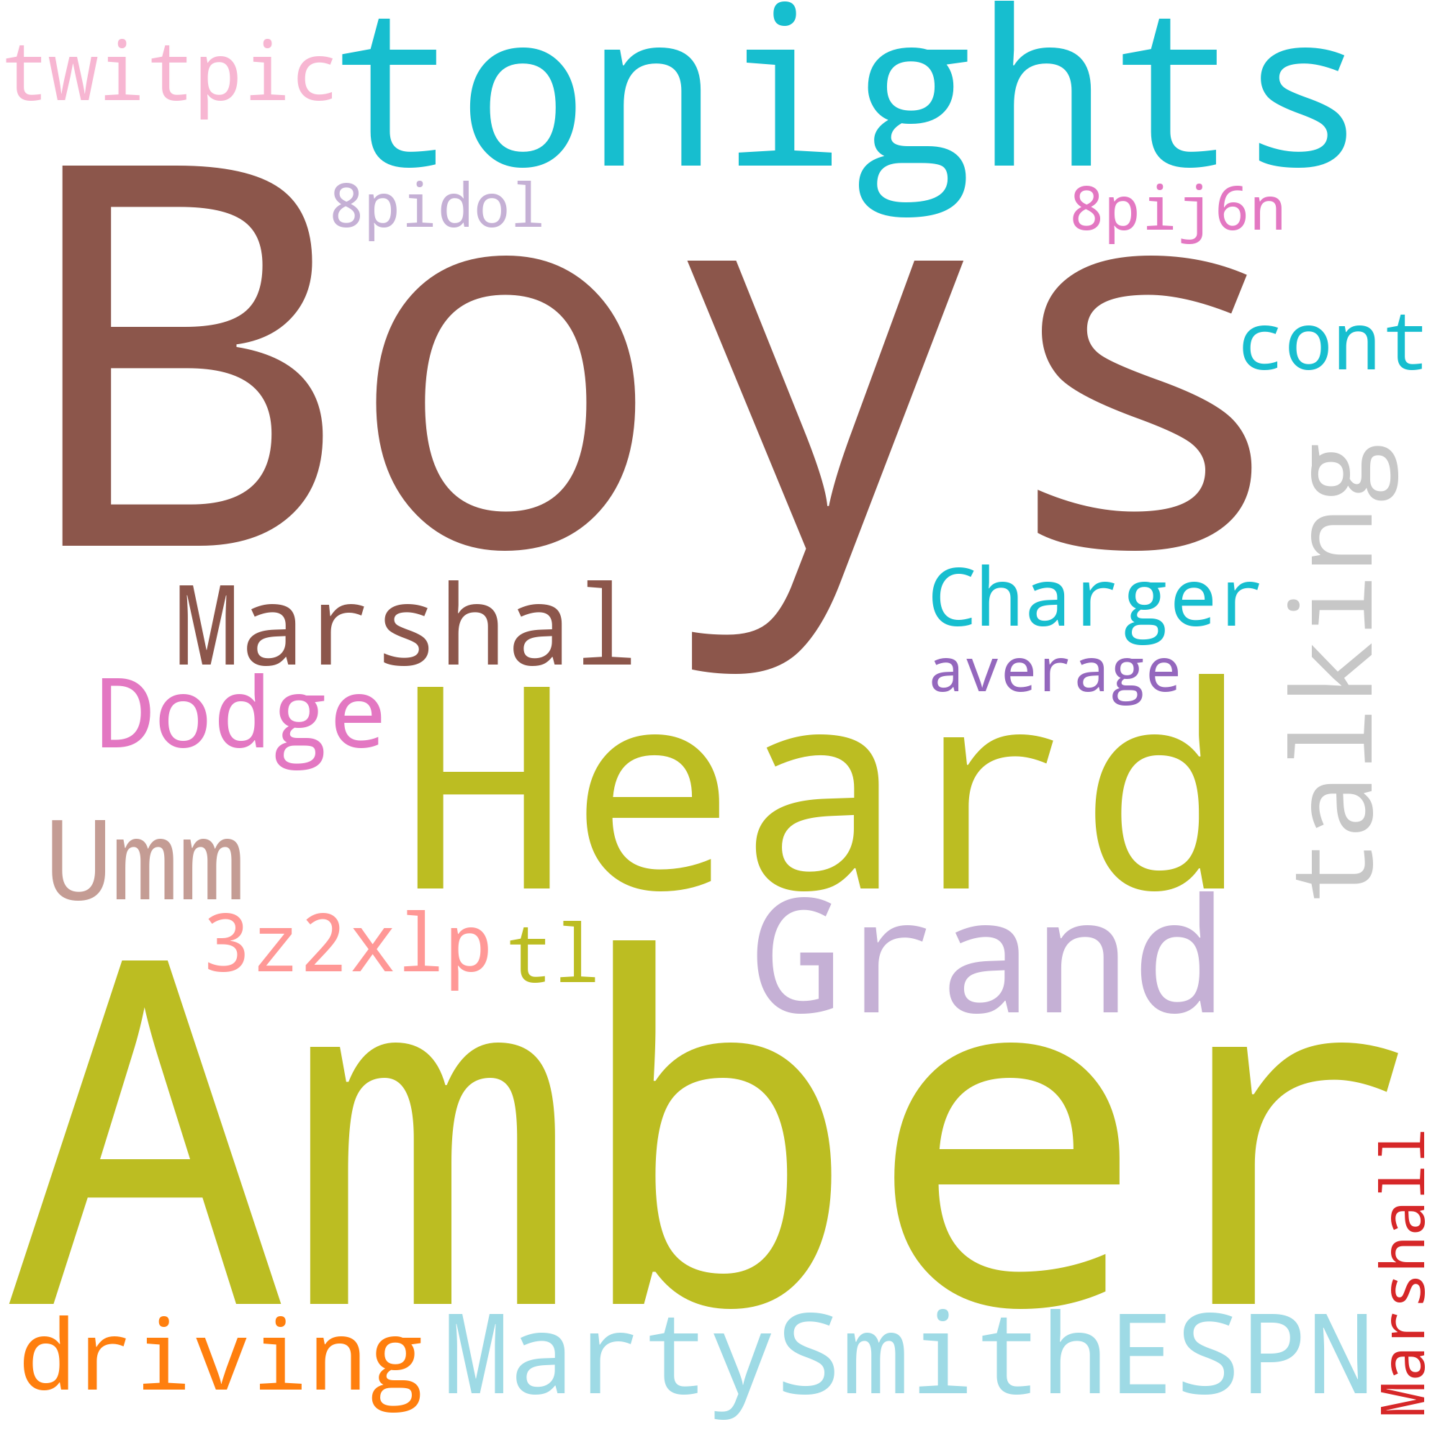 twitpic
tonights
8pidol
8pij6n
Boys
cont
talking
Marshal
Charger
average
Dodge
Heard
Umm
Grand
3z2xlp
tl
Amber
Marshall
driving
MartySmithESPN